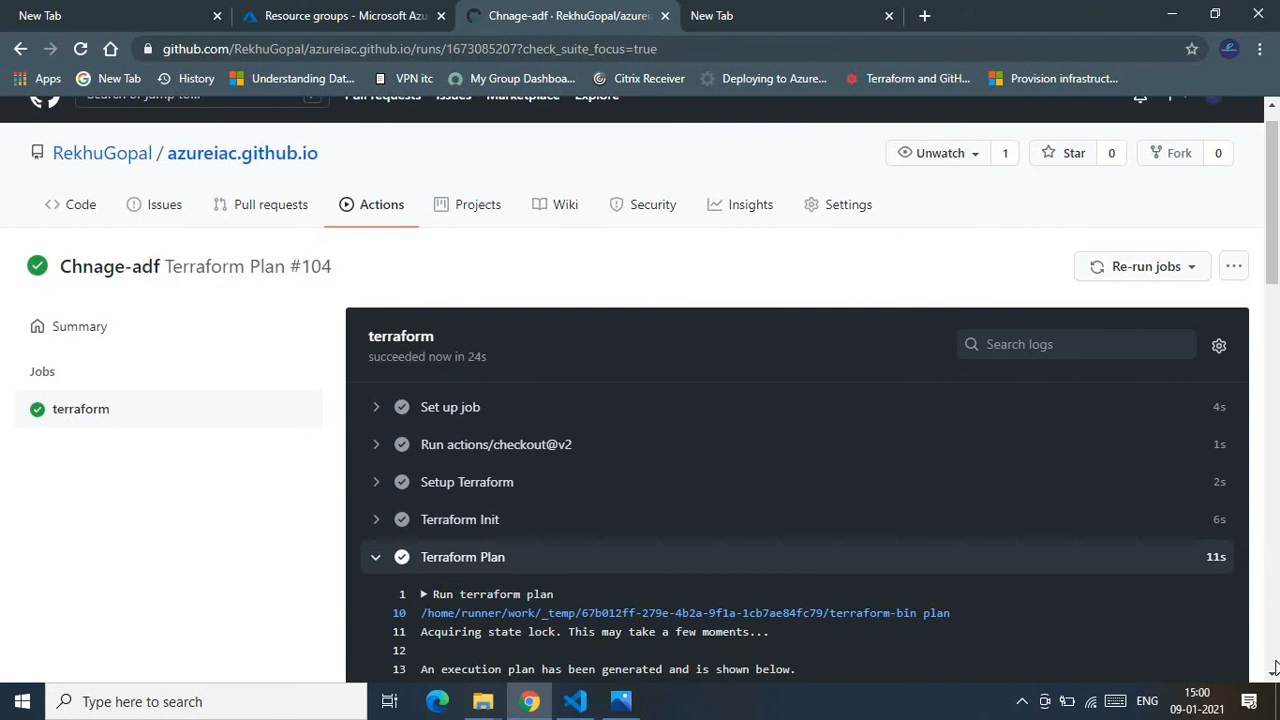 New Tab
Resource groups - Microsoft Azu
Chnage-adf · RekhuGopal/azurei
New Tab
github.com/RekhuGopal/azureiac.github.io/runs/1673085207?check_suite_focus=true
Apps
New Tab
History
Understanding Dat...
VPN itc
My Group Dashboa...
Citrix Receiver
Deploying to Azure...
Terraform and GitH...
Provision infrastruct...
Search or jump to...
Pull requests
Issues
Marketplace
Explore
RekhuGopal / azureiac.github.io
Unwatch
1
Star
0
Fork
0
Code
Issues
Pull requests
Actions
Projects
Wiki
Security
Insights
Settings
Chnage-adf Terraform Plan #104
Re-run jobs
Summary
Jobs
terraform
terraform
succeeded now in 24s
Search logs
Set up job
4s
Run actions/checkout@v2
1s
Setup Terraform
2s
Terraform Init
6s
Terraform Plan
11s
1 Run terraform plan
10 /home/runner/work/_temp/67b012ff-279e-4b2a-9f1a-1cb7ae84fc79/terraform-bin plan
11 Acquiring state lock. This may take a few moments...
12
13 An execution plan has been generated and is shown below.
Type here to search
ENG
15:00
09-01-2021